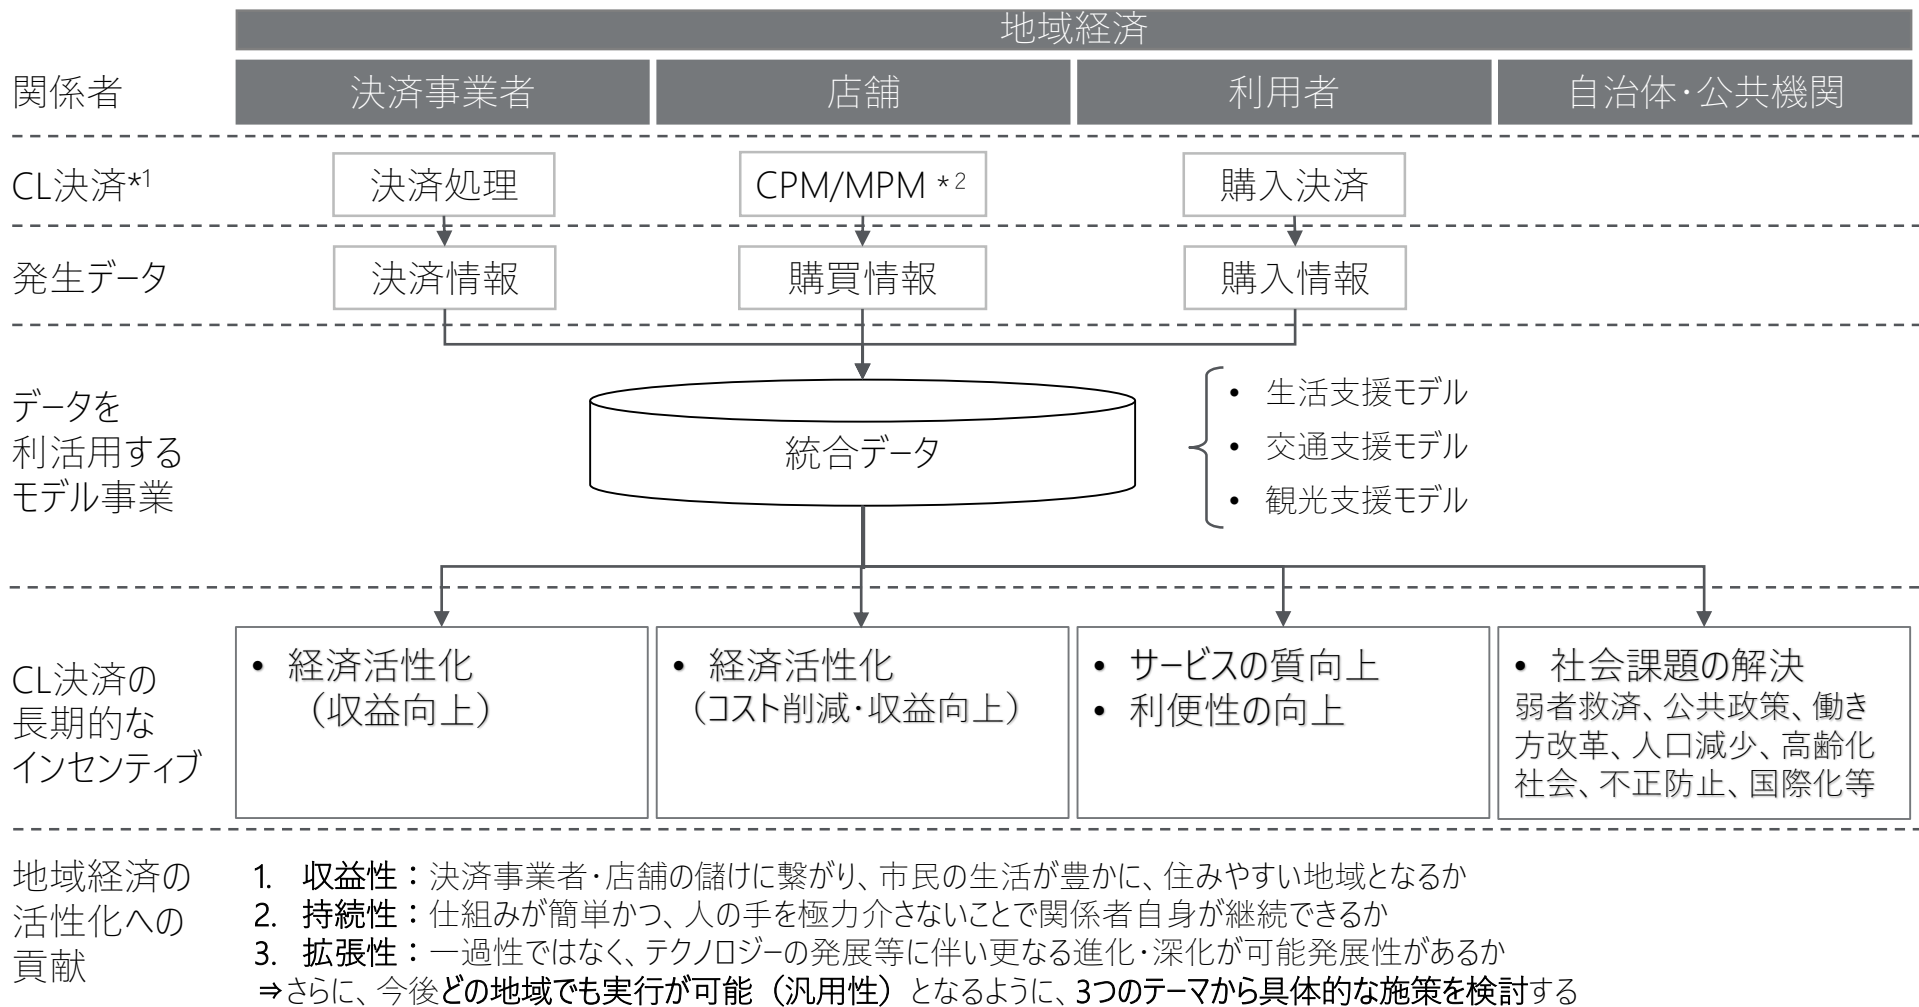 地域経済
関係者
決済事業者
店舗
利用者
自治体・公共機関
CL決済*1
決済処理
CPM/MPM *2
購入決済
発生データ
決済情報
購買情報
購入情報
データを
利活用する
モデル事業
統合データ
• 生活支援モデル
• 交通支援モデル
• 観光支援モデル
CL決済の
長期的な
インセンティブ
• 経済活性化
（収益向上）
• 経済活性化
（コスト削減・収益向上）
• サービスの質向上
• 利便性の向上
• 社会課題の解決
弱者救済、公共政策、働き
方改革、人口減少、高齢化
社会、不正防止、国際化等
地域経済の
活性化への
貢献
1. 収益性：決済事業者・店舗の儲けに繋がり、市民の生活が豊かに、住みやすい地域となるか
2. 持続性：仕組みが簡単かつ、人の手を極力介さないことで関係者自身が継続できるか
3. 拡張性：一過性ではなく、テクノロジーの発展等に伴い更なる進化・深化が可能発展性があるか
⇒さらに、今後どの地域でも実行が可能（汎用性）となるように、3つのテーマから具体的な施策を検討する